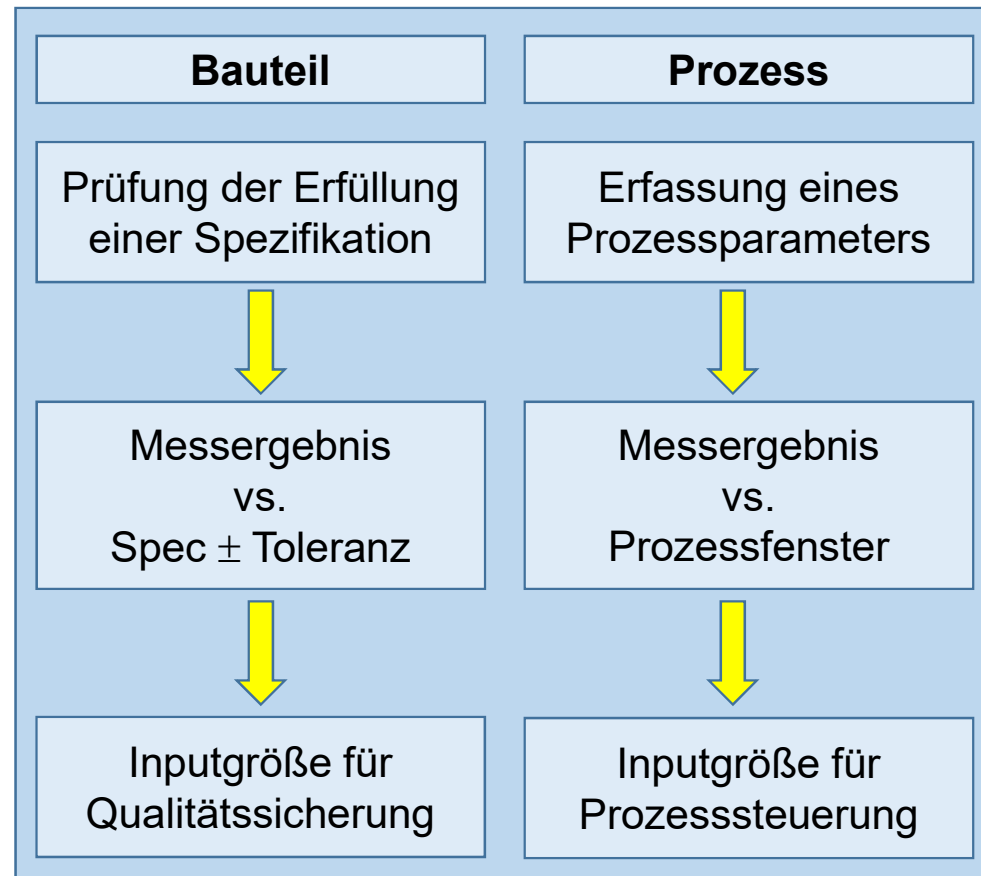 Bauteil
Prüfung der Erfüllung
einer Spezifikation
Messergebnis
vs.
Spec ± Toleranz
Inputgröße für
Qualitätssicherung
Prozess
Erfassung eines
Prozessparameters
Messergebnis
vs.
Prozessfenster
Inputgröße für
Prozesssteuerung